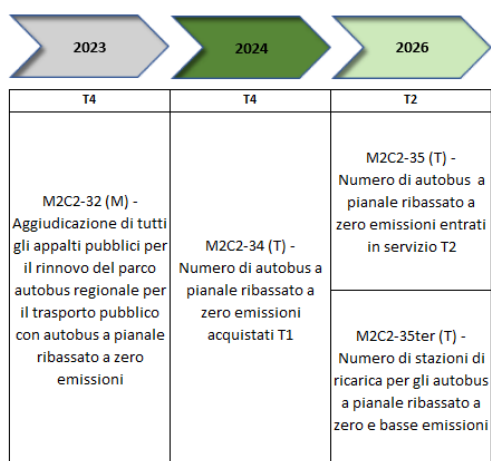 2023
2024
2026
T4
T4
T2
M2C2-32 (M) -
Aggiudicazione di tutti
gli appalti pubblici per
il rinnovo del parco
autobus regionale per
il trasporto pubblico
con autobus a pianale
ribassato a zero
emissioni
M2C2-34 (T) -
Numero di autobus a
pianale ribassato a
zero emissioni
acquistati T1
M2C2-35 (T) -
Numero di autobus  a
pianale ribassato a
zero emissioni entrati
in servizio T2
M2C2-35ter (T) -
Numero di stazioni di
ricarica per gli autobus
a pianale ribassato a
zero e basse emissioni